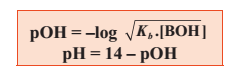 pOH = –log √K_b.[BOH]
pH = 14 – pOH